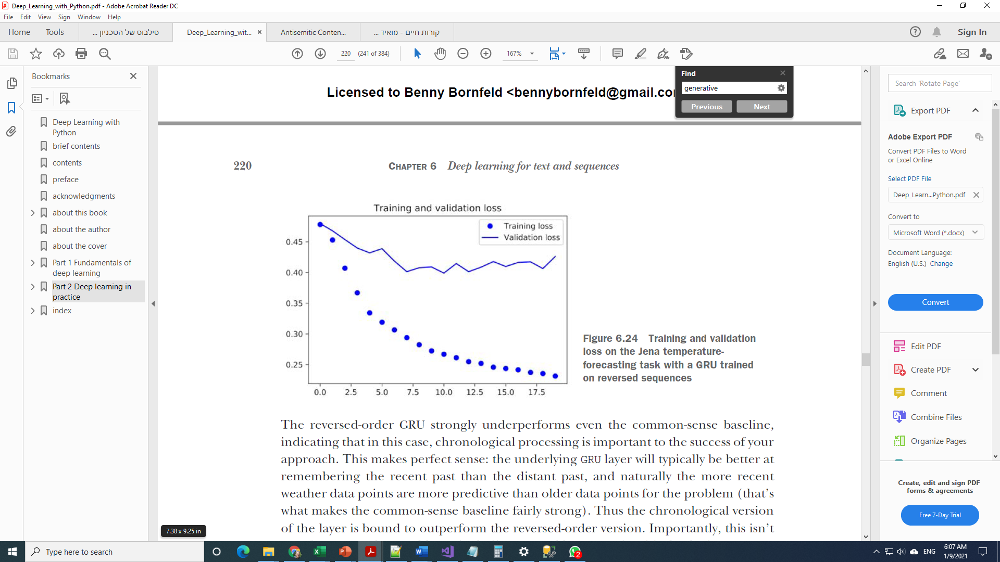 Deep_Learning_with_Python.pdf - Adobe Acrobat Reader DC
File Edit View Sign Window Help
Home Tools
סילבוס של הטכניון ...
Deep_Learning_wit...
Antisemitic Conten...
קורות חיים - מואיד ...
Sign In
220 (241 of 384)
167%
Bookmarks
Deep Learning with
Python
brief contents
contents
preface
acknowledgments
about this book
about the author
about the cover
Part 1 Fundamentals of
deep learning
Part 2 Deep learning in
practice
index
Licensed to Benny Bornfeld <bennybornfeld@gmail.co
Find
generative
Previous Next
220 CHAPTER 6 Deep learning for text and sequences
Training and validation loss
Training loss
Validation loss
0.45
0.40
0.35
0.30
0.25
0.0 2.5 5.0 7.5 10.0 12.5 15.0 17.5
Figure 6.24 Training and validation
loss on the Jena temperature-
forecasting task with a GRU trained
on reversed sequences
The reversed-order GRU strongly underperforms even the common-sense baseline,
indicating that in this case, chronological processing is important to the success of your
approach. This makes perfect sense: the underlying GRU layer will typically be better at
remembering the recent past than the distant past, and naturally the more recent
weather data points are more predictive than older data points for the problem (that's
what makes the common-sense baseline fairly strong). Thus the chronological version
of the layer is bound to outperform the reversed-order version. Importantly, this isn't
7.38 x 9.25 in
Search 'Rotate Page'
Export PDF
Adobe Export PDF
Convert PDF Files to Word
or Excel Online
Select PDF File
Deep_Learn...Python.pdf
Convert to
Microsoft Word (*.docx)
Document Language:
English (U.S.) Change
Convert
Edit PDF
Create PDF
Comment
Combine Files
Organize Pages
Create, edit and sign PDF
forms & agreements
Free 7-Day Trial
Type here to search
2
ENG
6:07 AM
1/9/2021